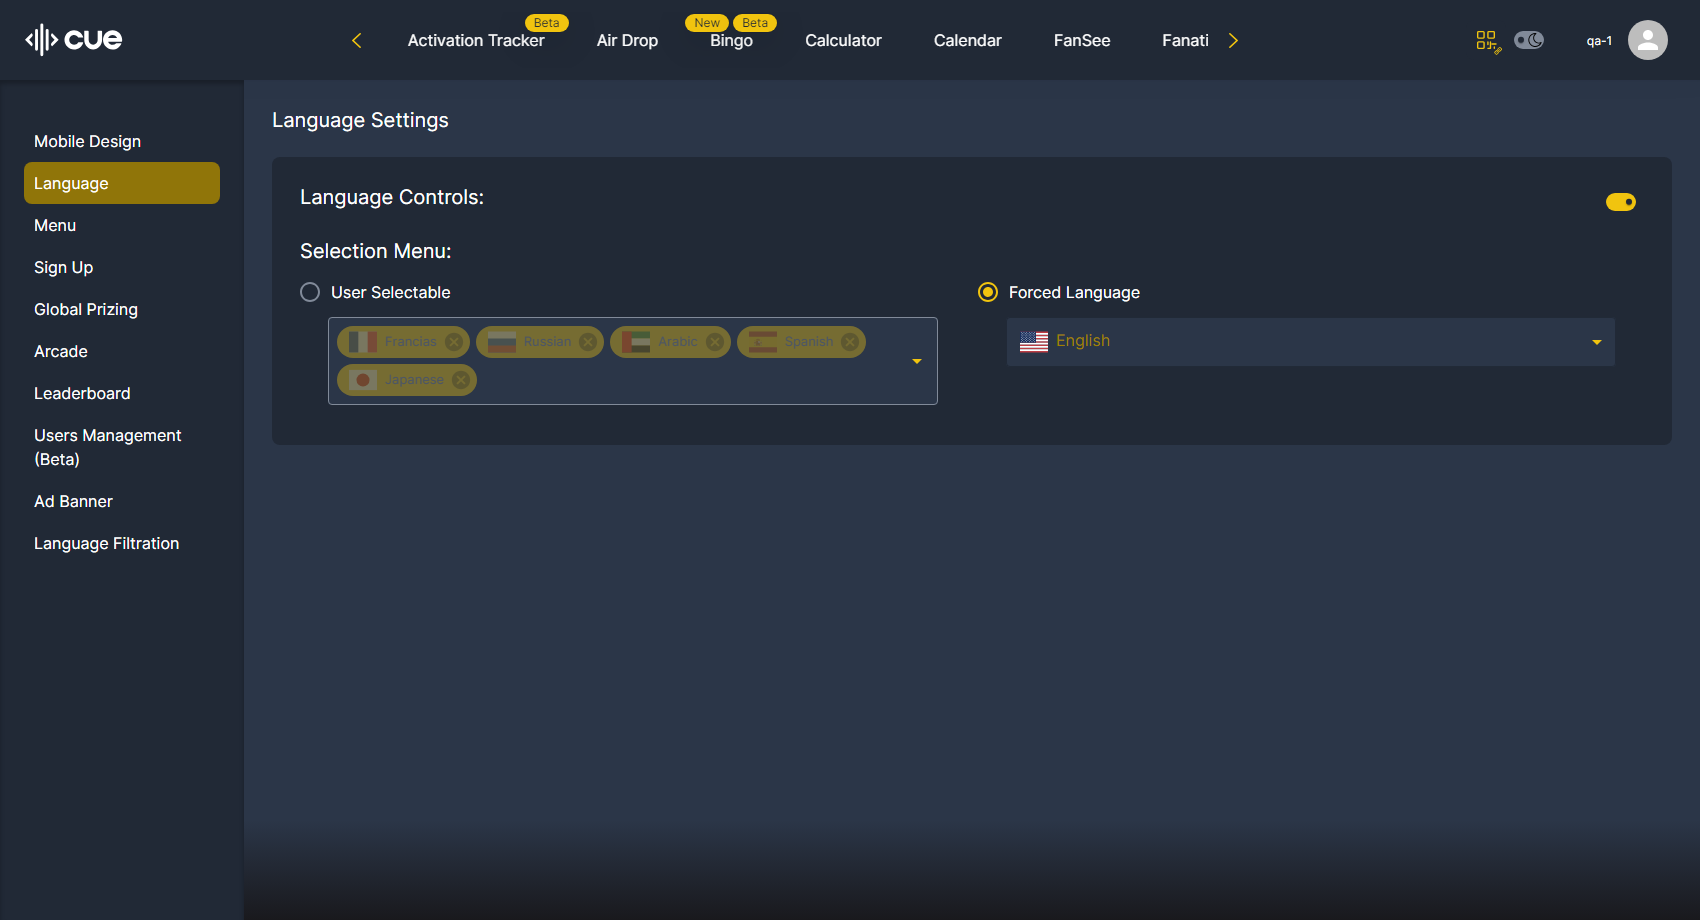 cue
Beta
New
Beta
Activation Tracker
Air Drop
Bingo
Calculator
Calendar
FanSee
Fanati
qa-1
Mobile Design
Language
Menu
Sign Up
Global Prizing
Arcade
Leaderboard
Users Management
(Beta)
Ad Banner
Language Filtration
Language Settings
Language Controls:
Selection Menu:
User Selectable
Francias
Russian
Arabic
Spanish
Japanese
Forced Language
English